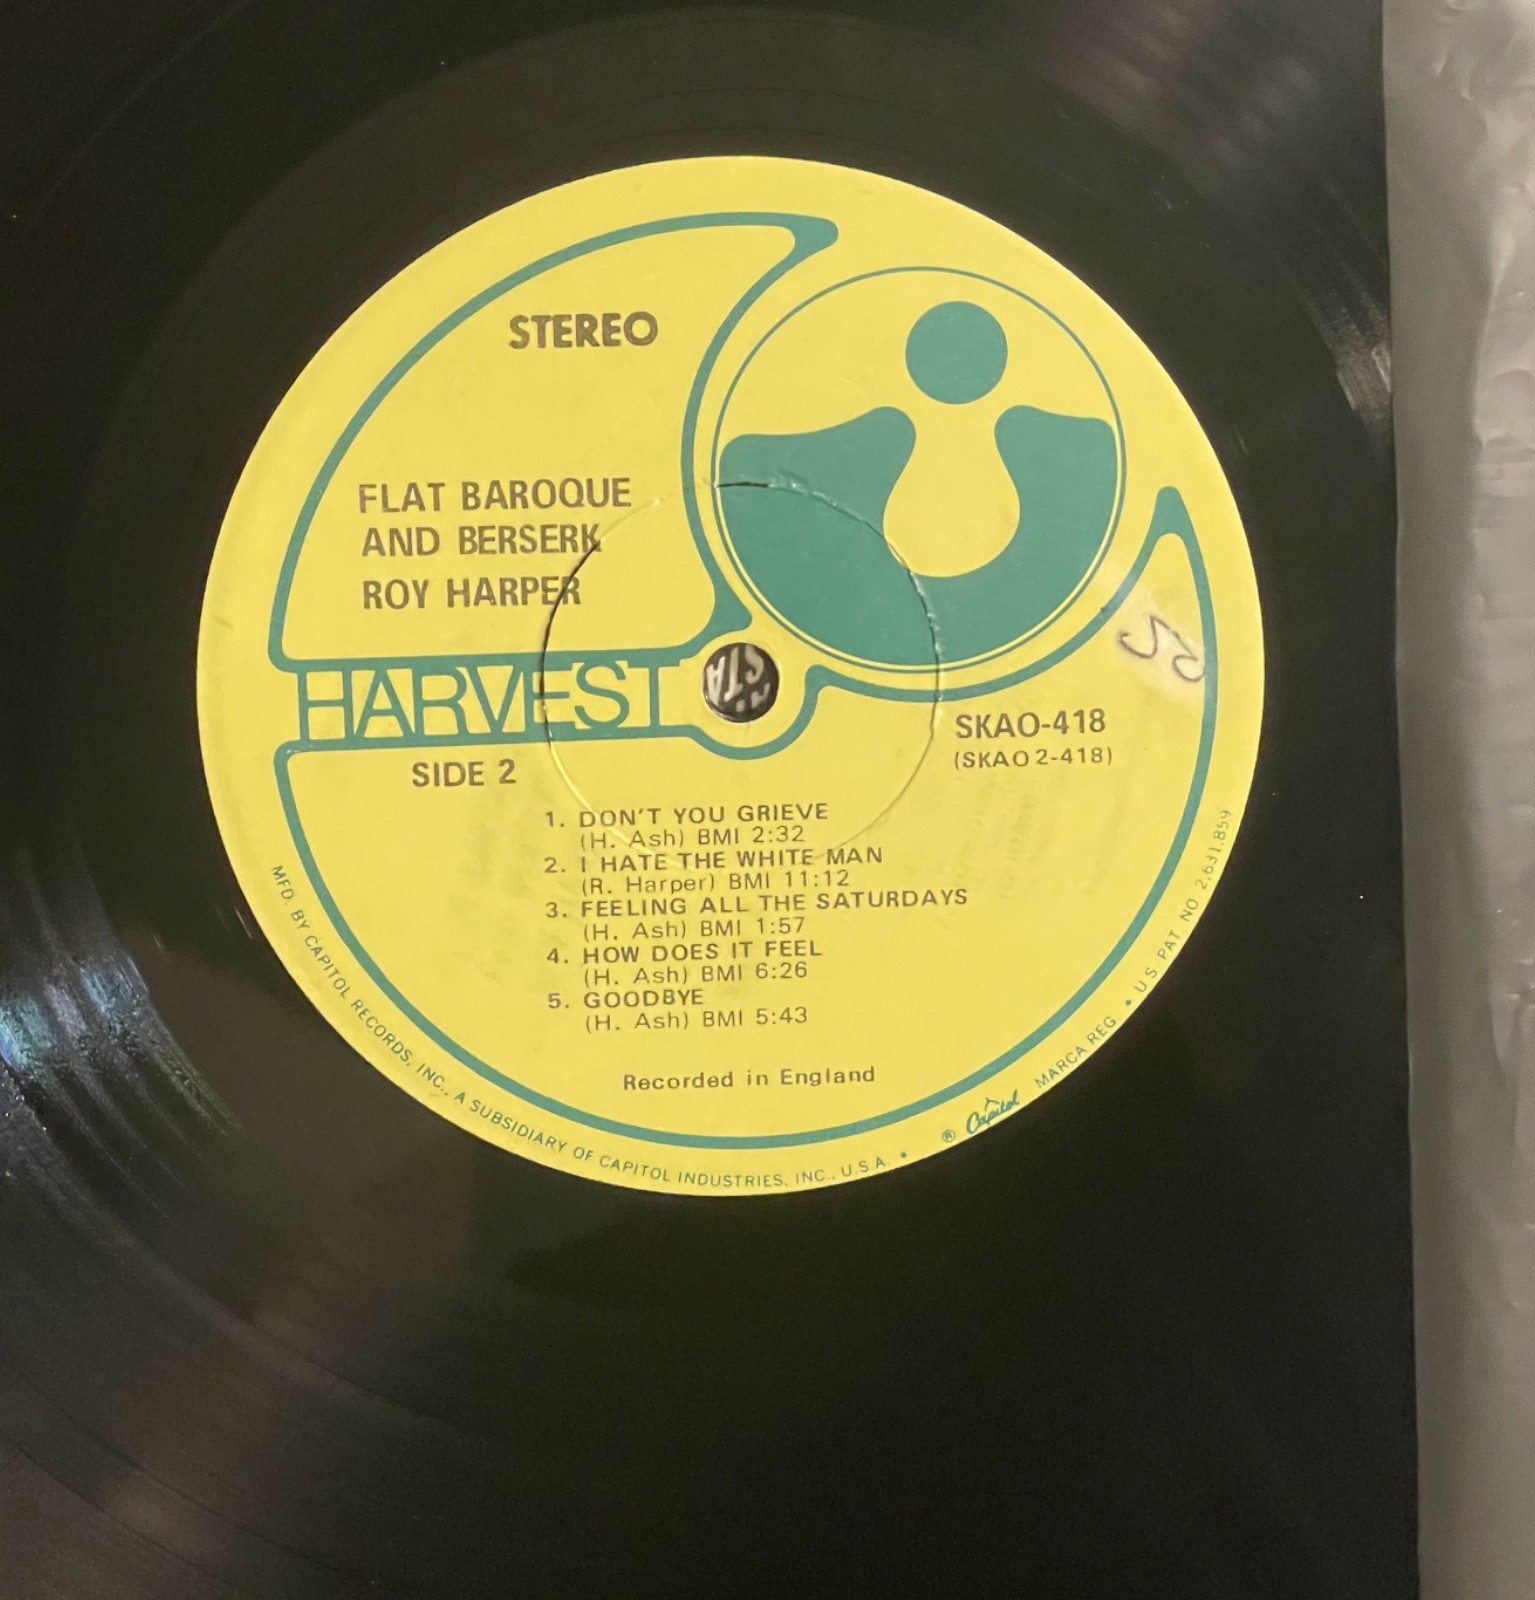 STEREO
FLAT BAROQUE
AND BERSERK
ROY HARPER
HARVEST
SKAO-418
(SKAO 2-418)
SIDE 2
1. DON'T YOU GRIEVE
(H. Ash) BMI 2:32
2. I HATE THE WHITE MAN
(R. Harper) BMI 11:12
3. FEELING ALL THE SATURDAYS
(H. Ash) BMI 1:57
4. HOW DOES IT FEEL
(H. Ash) BMI 6:26
5. GOODBYE
(H. Ash) BMI 5:43
Recorded in England
MFD. BY CAPITOL RECORDS, INC., A SUBSIDIARY OF CAPITOL INDUSTRIES, INC., U.S.A. • ® Capitol MARCA REG • U.S. PAT NO 2,631,859